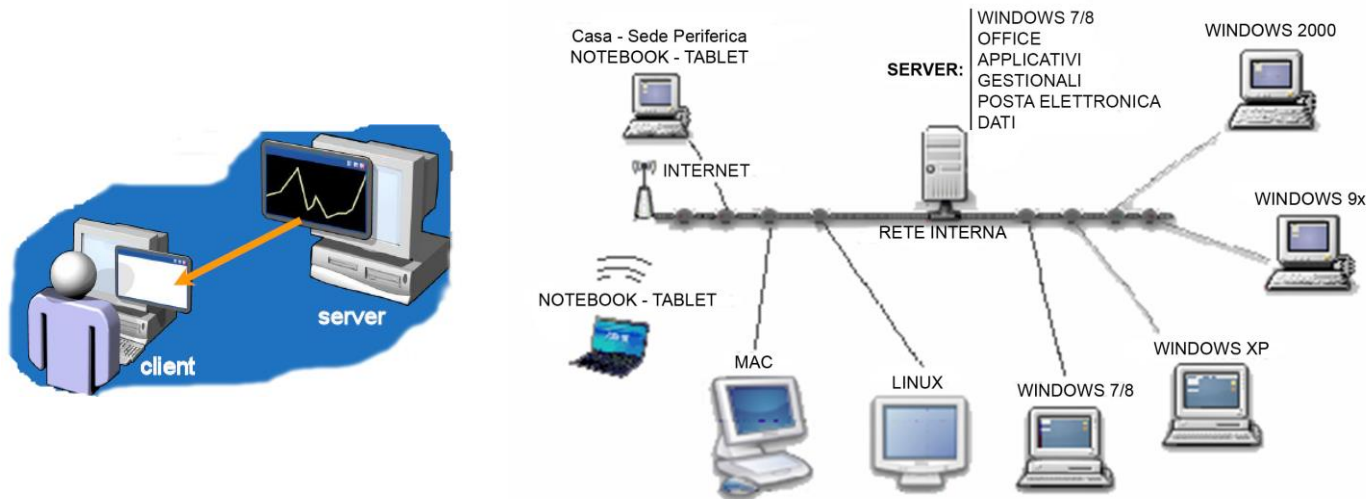 client
server
Casa - Sede Periferica
NOTEBOOK - TABLET
SERVER:
WINDOWS 7/8
OFFICE
APPLICATIVI
GESTIONALI
POSTA ELETTRONICA
DATI
WINDOWS 2000
INTERNET
WINDOWS 9x
RETE INTERNA
NOTEBOOK - TABLET
MAC
LINUX
WINDOWS 7/8
WINDOWS XP